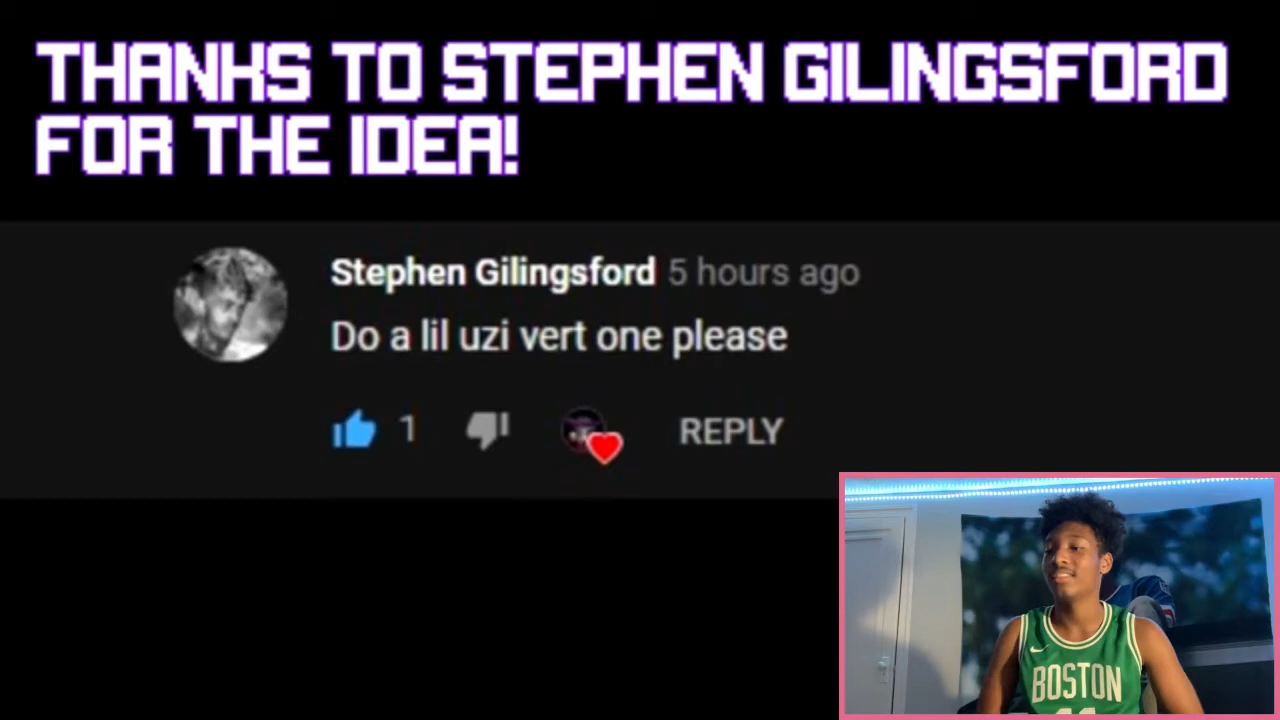 THANKS TO STEPHEN GILINGSFORD
FOR THE IDEA!
Stephen Gilingsford 5 hours ago
Do a lil uzi vert one please
1 REPLY
BOSTON
11